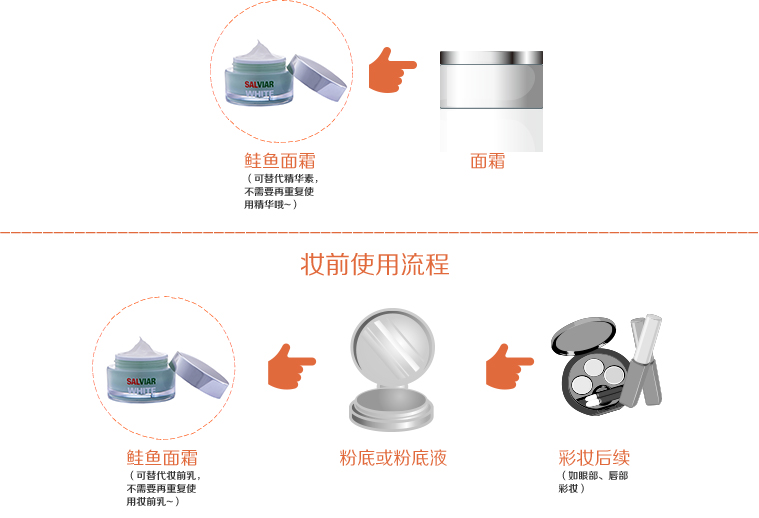 SALVIAR
WHITE
鲑鱼面霜
面霜
（可替代精华素，
不需要再重复使
用精华哦~）
妆前使用流程
SALVIAR
WHITE
鲑鱼面霜
粉底或粉底液
彩妆后续
（可替代妆前乳，
不需要再重复使
用妆前乳~）
（如眼部、唇部
彩妆）